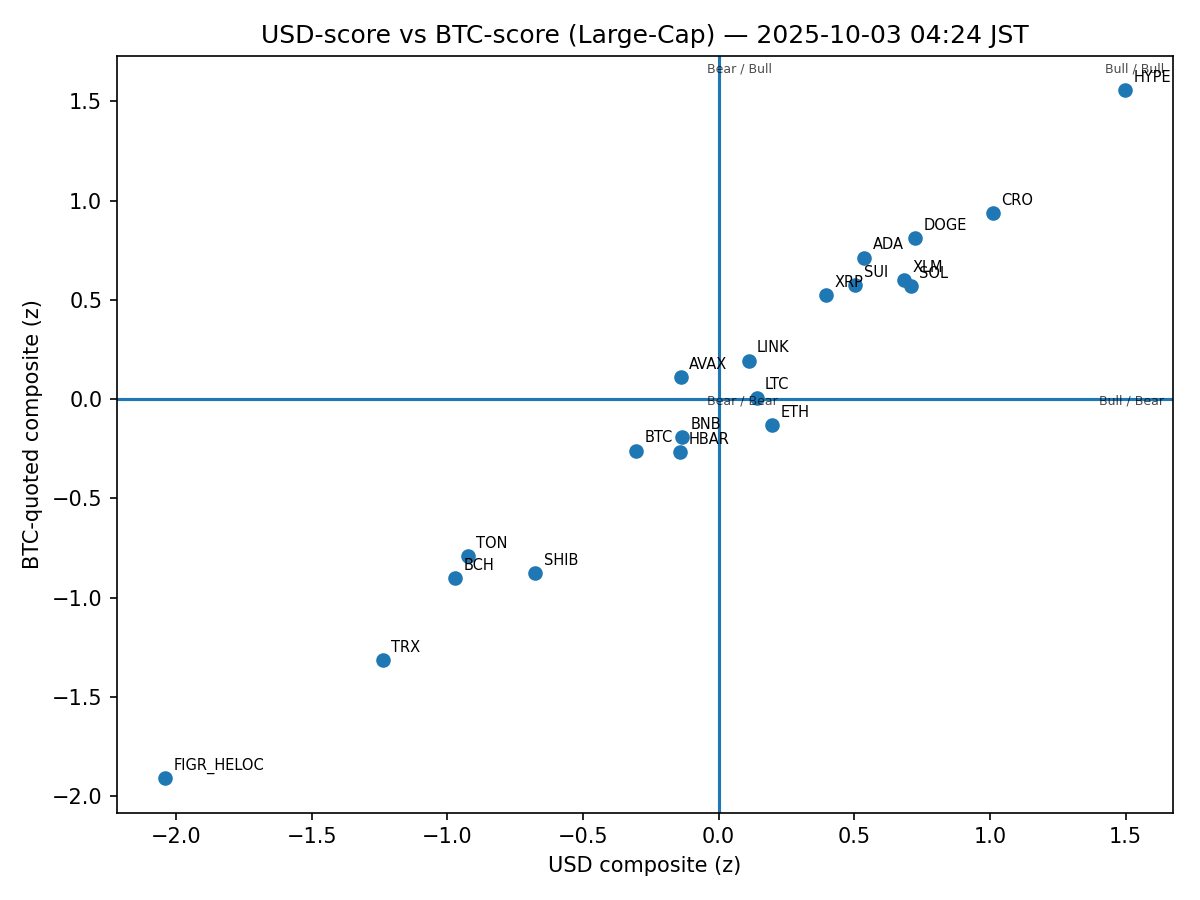 USD-score vs BTC-score (Large-Cap) — 2025-10-03 04:24 JST
Bear / Bull
Bull / Bull
HYPE
CRO
DOGE
ADA
XLM
SOL
SUI
XRP
LINK
AVAX
LTC
Bear / Bear
Bull / Bear
ETH
BNB
BTC
HBAR
TON
SHIB
BCH
TRX
FIGR_HELOC
1.5
1.0
0.5
0.0
−0.5
−1.0
−1.5
−2.0
BTC-quoted composite (z)
−2.0
−1.5
−1.0
−0.5
0.0
0.5
1.0
1.5
USD composite (z)